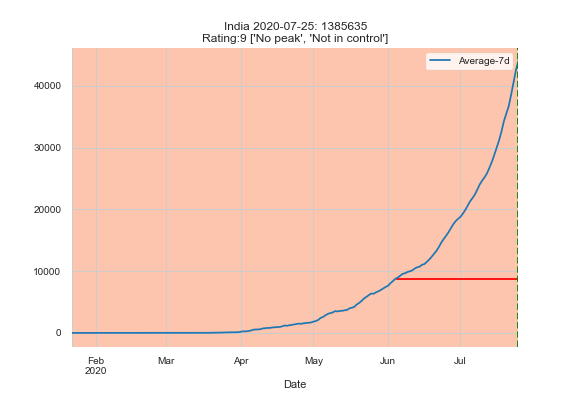 India 2020-07-25: 1385635
Rating:9 ['No peak', 'Not in control']
Average-7d
40000
30000
20000
10000
0
Feb Mar Apr May Jun Jul
2020
Date